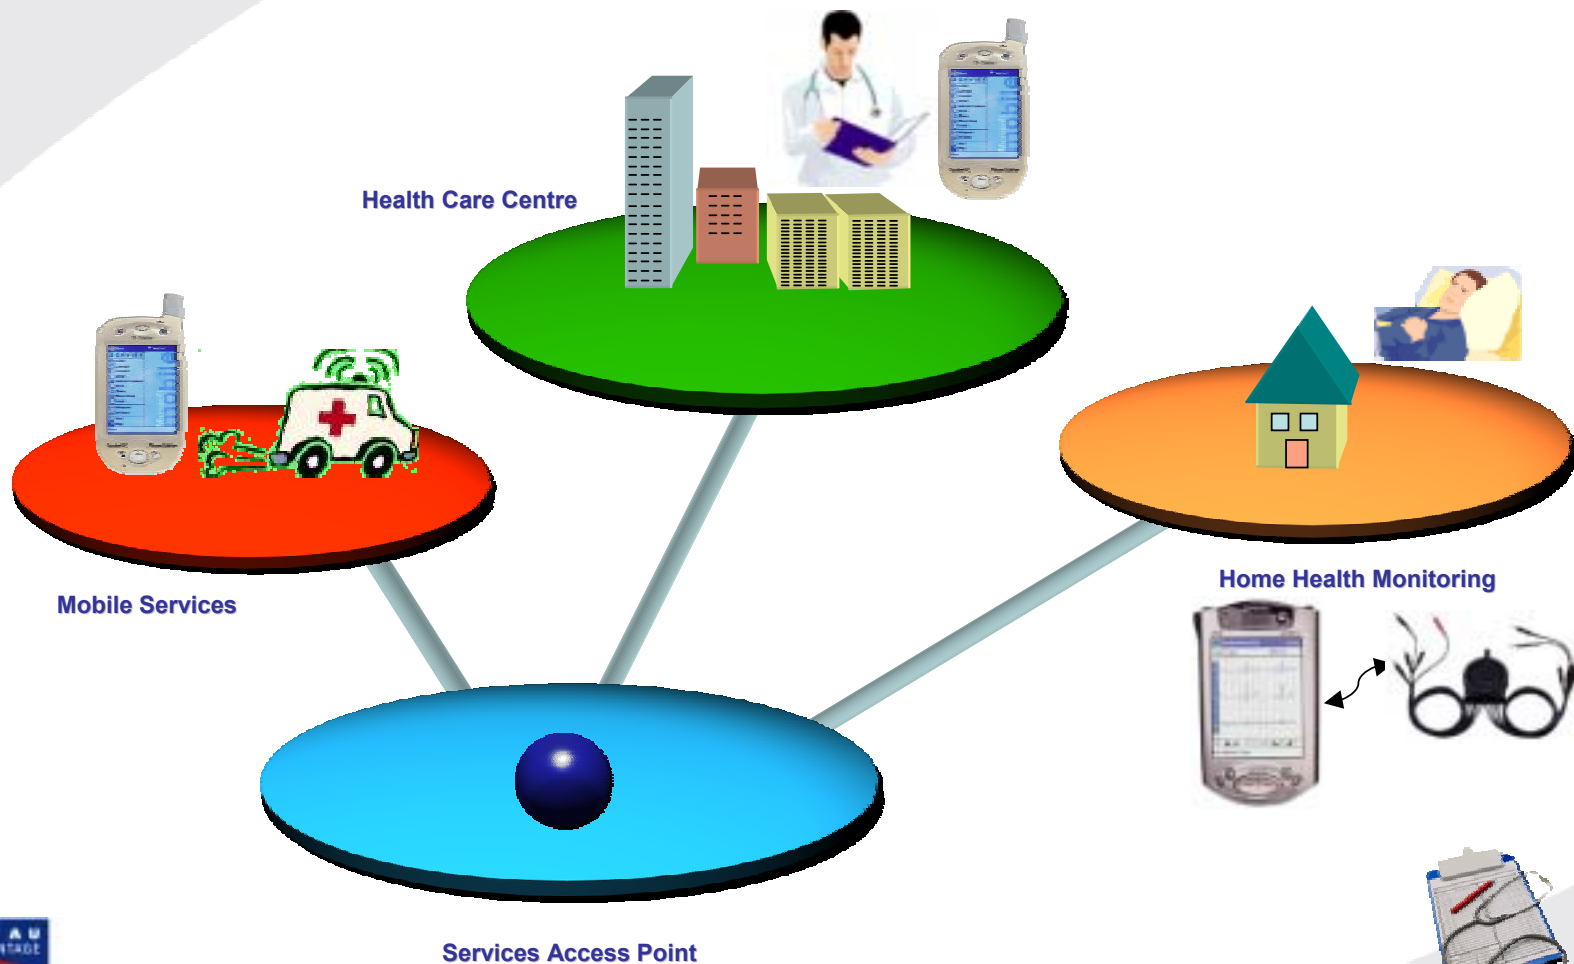 Health Care Centre
Mobile Services
Home Health Monitoring
Services Access Point